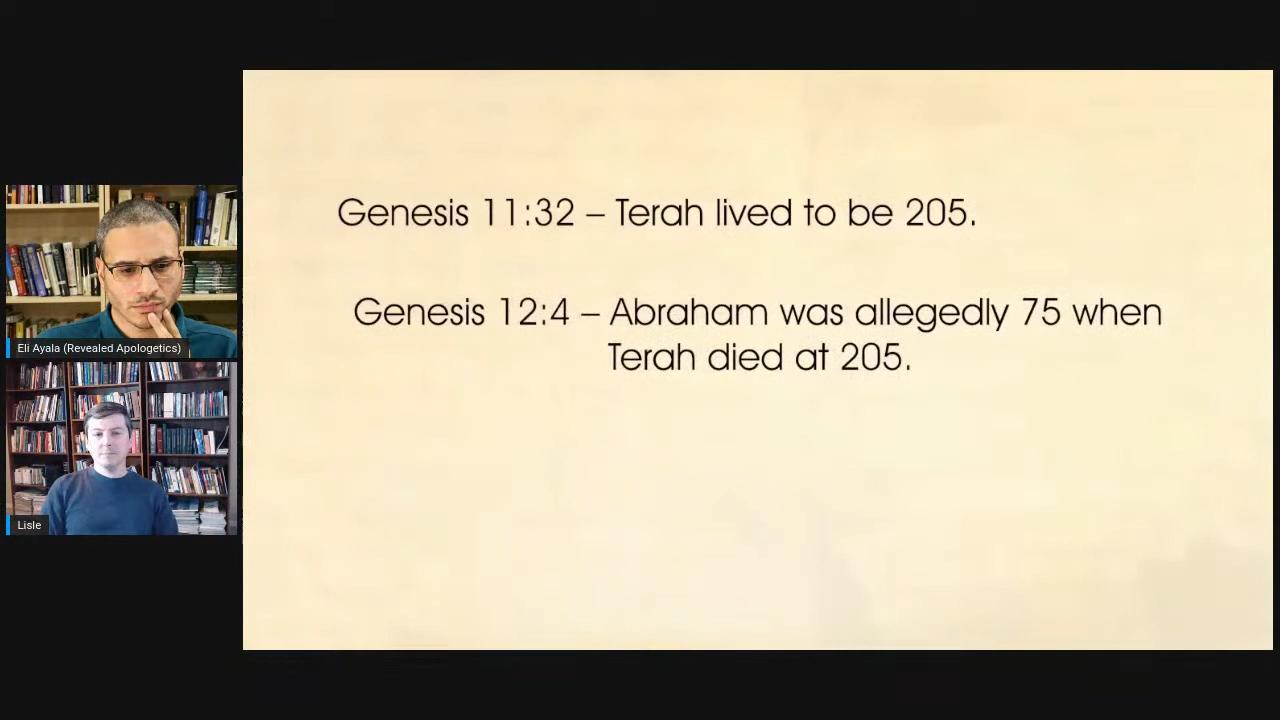 Genesis 11:32 – Terah lived to be 205.
Genesis 12:4 – Abraham was allegedly 75 when
Terah died at 205.
Eli Ayala (Revealed Apologetics)
Lisle